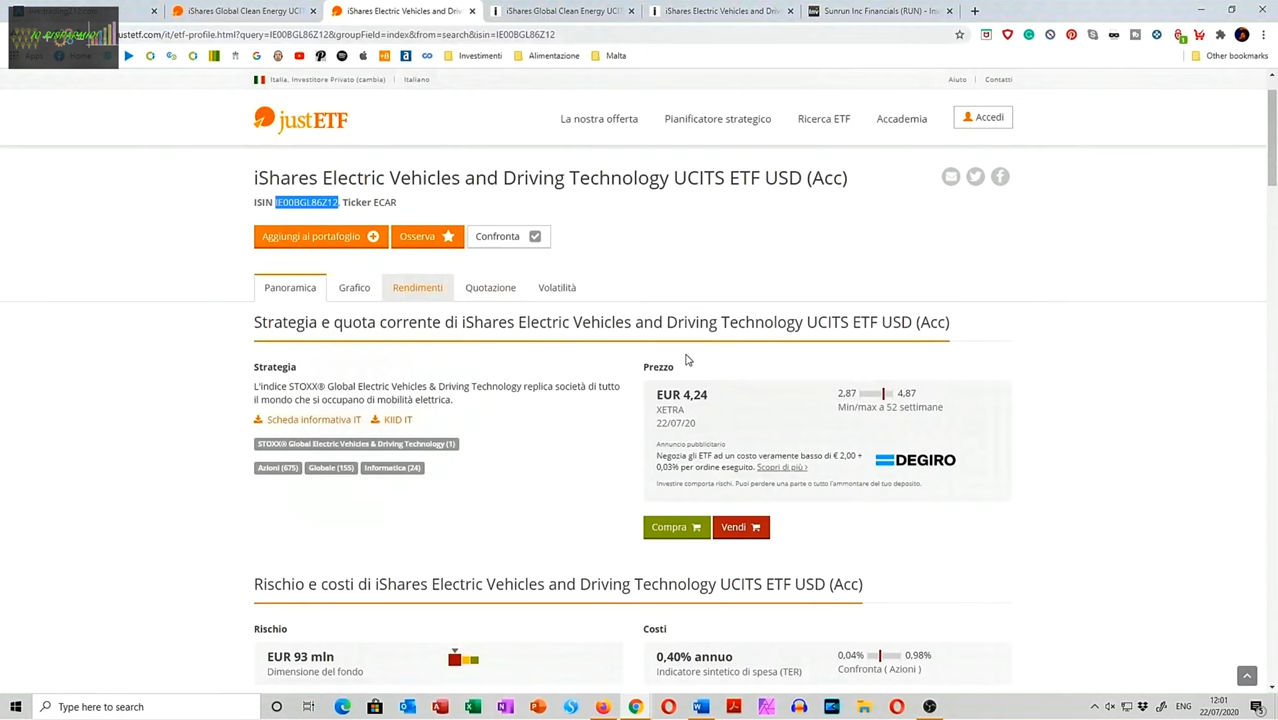 iShares Global Clean Energy UCIT
iShares Electric Vehicles and Driv
iShares Global Clean Energy UCIT
iShares Electric Vehicles and Dri
Sunrun Inc Financials (RUN) - Inv
IO RISPARMIO
justetf.com/it/etf-profile.html?query=IE00BGL86Z12&groupField=index&from=search&isin=IE00BGL86Z12
Apps
Home
Investimenti
Alimentazione
Malta
Other bookmarks
Italia, Investitore Privato (cambia)
Italiano
Aiuto
Contatti
justETF
La nostra offerta
Pianificatore strategico
Ricerca ETF
Accademia
Accedi
iShares Electric Vehicles and Driving Technology UCITS ETF USD (Acc)
ISIN IE00BGL86Z12, Ticker ECAR
Aggiungi al portafoglio
Osserva
Confronta
Panoramica
Grafico
Rendimenti
Quotazione
Volatilità
Strategia e quota corrente di iShares Electric Vehicles and Driving Technology UCITS ETF USD (Acc)
Strategia
L'indice STOXX® Global Electric Vehicles & Driving Technology replica società di tutto
il mondo che si occupano di mobilità elettrica.
Scheda informativa IT
KIID IT
STOXX® Global Electric Vehicles & Driving Technology (1)
Azioni (675)
Globale (155)
Informatica (24)
Prezzo
EUR 4,24
XETRA
22/07/20
2,87
4,87
Min/max a 52 settimane
Annuncio pubblicitario
Negozia gli ETF ad un costo veramente basso di € 2,00 +
0,03% per ordine eseguito. Scopri di più ›
DEGIRO
Investire comporta rischi. Puoi perdere una parte o tutto l'ammontare del tuo deposito.
Compra
Vendi
Rischio e costi di iShares Electric Vehicles and Driving Technology UCITS ETF USD (Acc)
Rischio
EUR 93 mln
Dimensione del fondo
Costi
0,40% annuo
Indicatore sintetico di spesa (TER)
0,04%
0,98%
Confronta ( Azioni )
Type here to search
ENG
12:01
22/07/2020